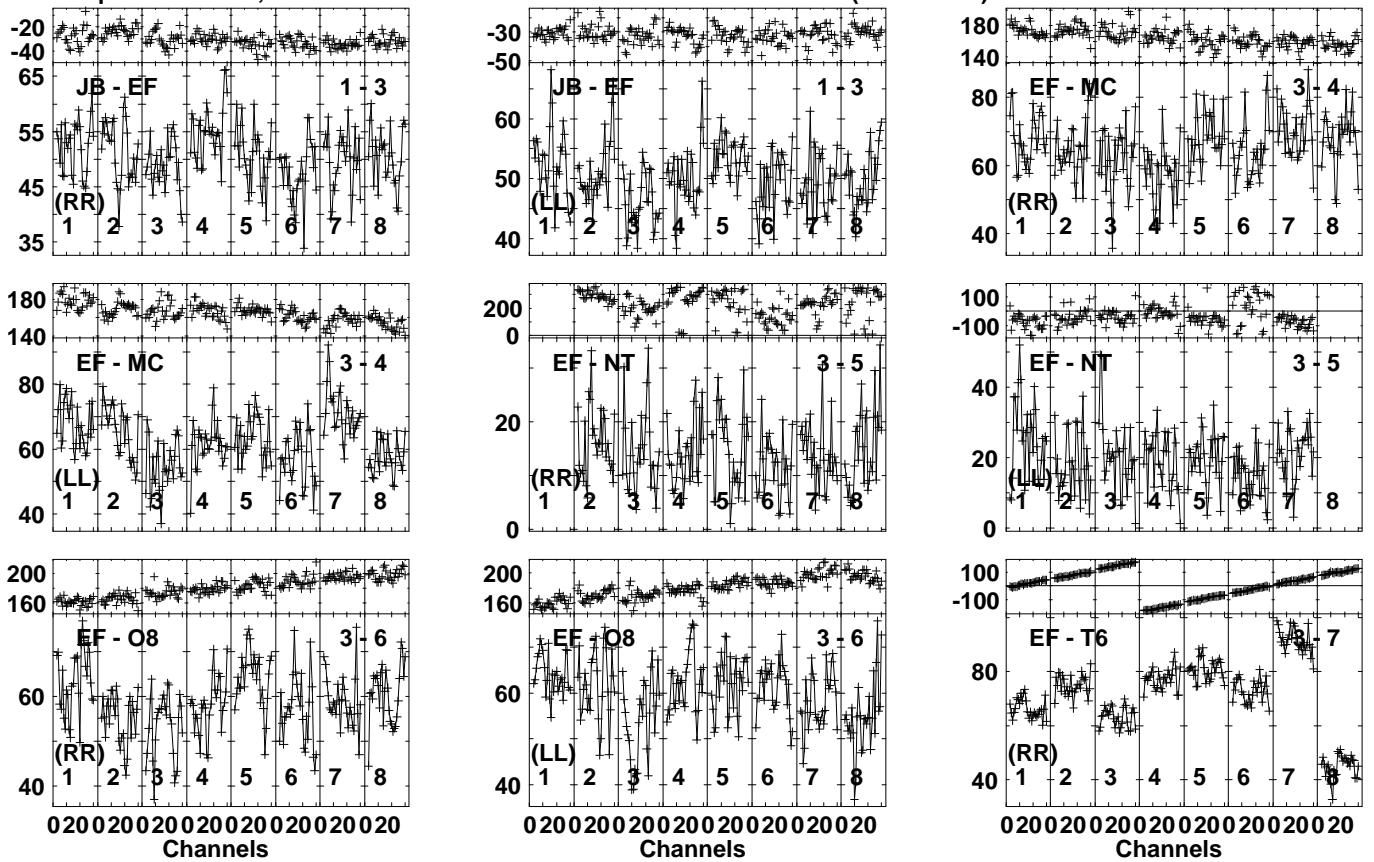 -20
-40
65
55
45
35
JB - EF 1 - 3
(RR)
1 2 3 4 5 6 7 8
-30
-50
60
50
40
JB - EF 1 - 3
(LL)
1 2 3 4 5 6 7 8
180
140
80
60
40
EF - MC 3 - 4
(RR)
1 2 3 4 5 6 7 8
180
140
80
60
40
EF - MC 3 - 4
(LL)
1 2 3 4 5 6 7 8
200
0
20
0
EF - NT 3 - 5
(RR)
1 2 3 4 5 6 7 8
100
-100
40
20
0
EF - NT 3 - 5
(LL)
1 2 3 4 5 6 7 8
200
160
60
40
EF - O8 3 - 6
(RR)
1 2 3 4 5 6 7 8
0 20 0 20 0 20 0 20 0 20 0 20 0 20 0 20
Channels
200
160
60
40
EF - O8 3 - 6
(LL)
1 2 3 4 5 6 7 8
0 20 0 20 0 20 0 20 0 20 0 20 0 20 0 20
Channels
100
-100
80
40
EF - T6 3 - 7
(RR)
1 2 3 4 5 6 7 8
0 20 0 20 0 20 0 20 0 20 0 20 0 20 0 20
Channels